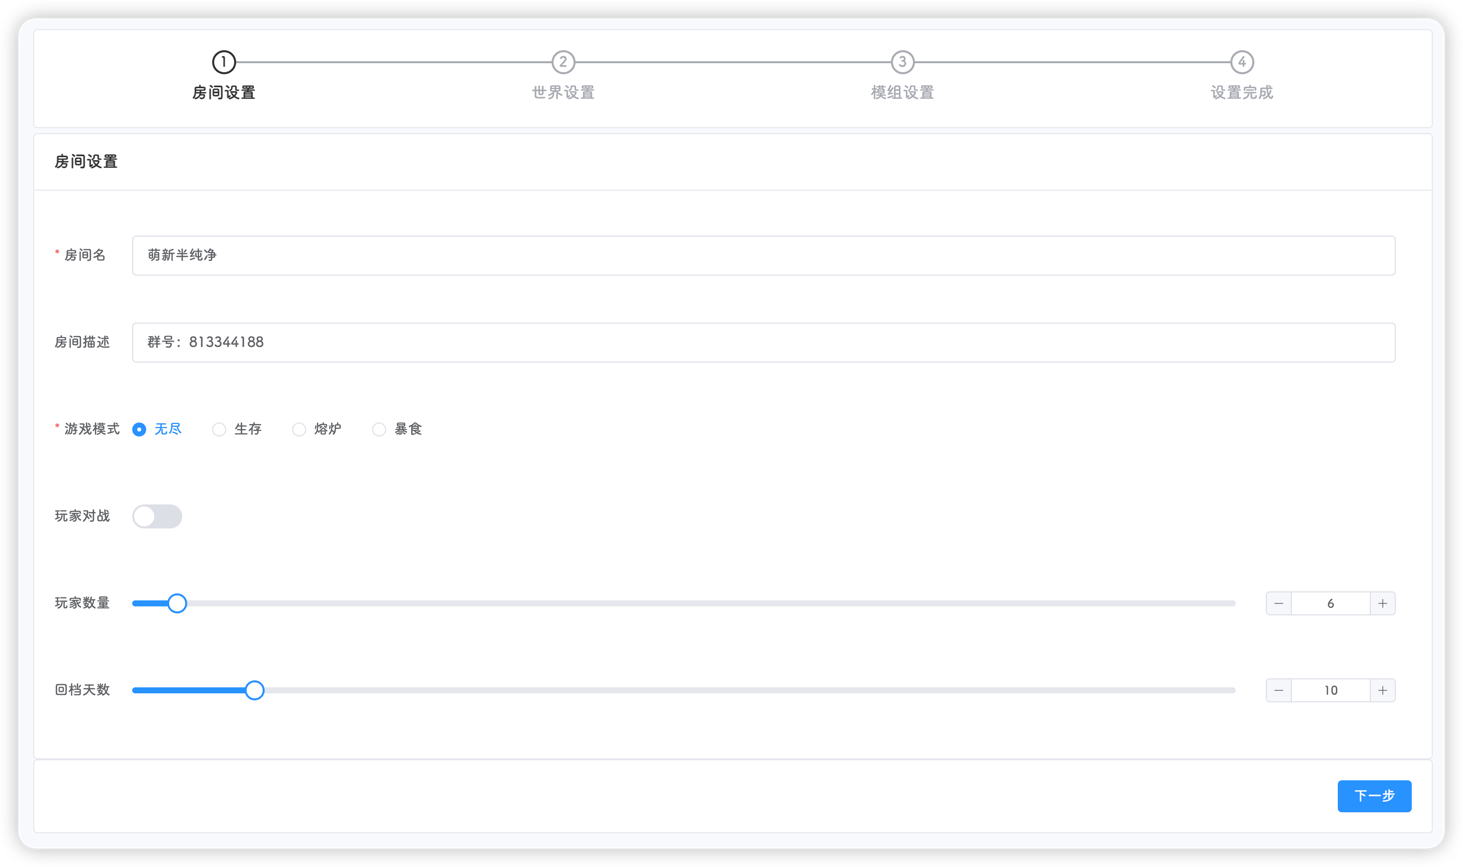 1 2 3 4
房间设置 世界设置 模组设置 设置完成
房间设置
* 房间名 萌新半纯净
房间描述 群号：813344188
* 游戏模式 无尽 生存 熔炉 暴食
玩家对战
玩家数量 − 6 +
回档天数 − 10 +
下一步